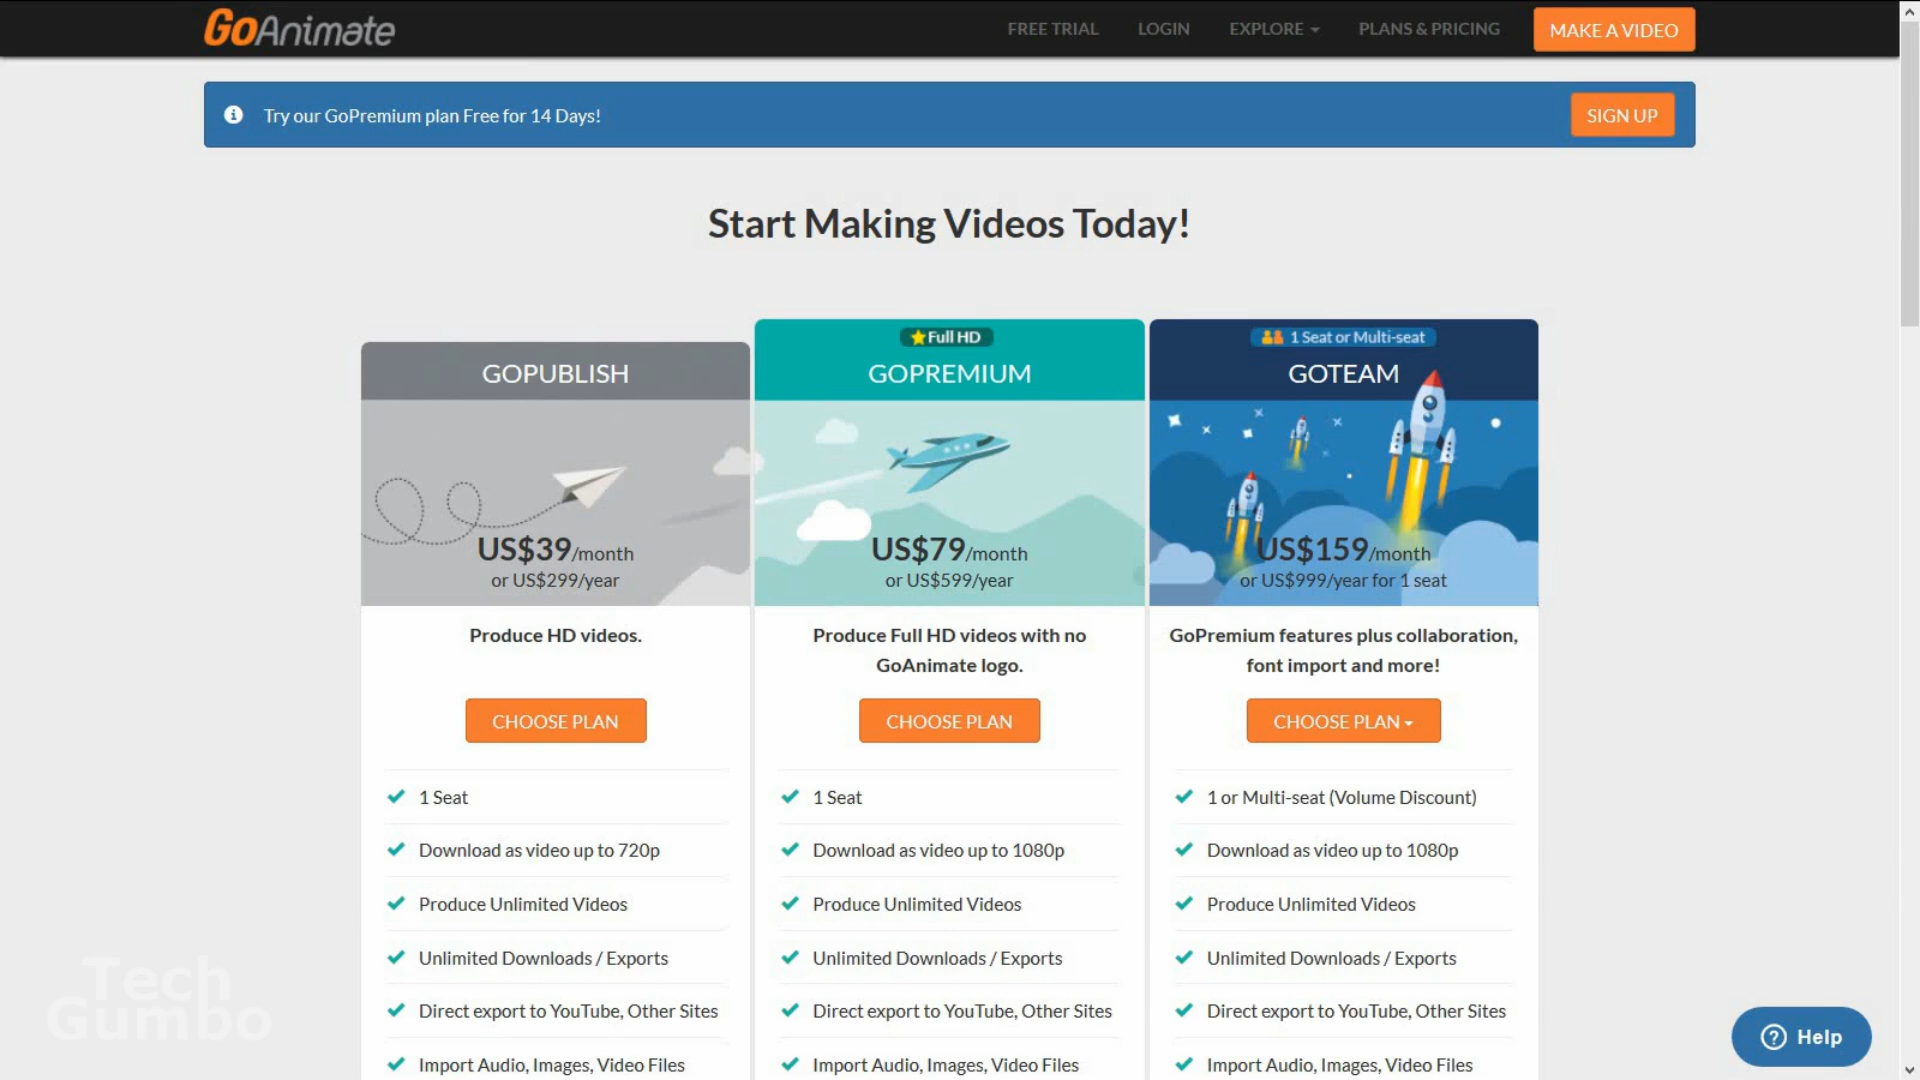 GoAnimate
FREE TRIAL
LOGIN
EXPLORE
PLANS & PRICING
MAKE A VIDEO
Try our GoPremium plan Free for 14 Days!
SIGN UP
Start Making Videos Today!
GOPUBLISH
US$39/month
or US$299/year
Produce HD videos.
CHOOSE PLAN
1 Seat
Download as video up to 720p
Produce Unlimited Videos
Unlimited Downloads / Exports
Direct export to YouTube, Other Sites
Import Audio, Images, Video Files
Full HD
GOPREMIUM
US$79/month
or US$599/year
Produce Full HD videos with no
GoAnimate logo.
CHOOSE PLAN
1 Seat
Download as video up to 1080p
Produce Unlimited Videos
Unlimited Downloads / Exports
Direct export to YouTube, Other Sites
Import Audio, Images, Video Files
1 Seat or Multi-seat
GOTEAM
US$159/month
or US$999/year for 1 seat
GoPremium features plus collaboration,
font import and more!
CHOOSE PLAN
1 or Multi-seat (Volume Discount)
Download as video up to 1080p
Produce Unlimited Videos
Unlimited Downloads / Exports
Direct export to YouTube, Other Sites
Import Audio, Images, Video Files
Tech
Gumbo
Help